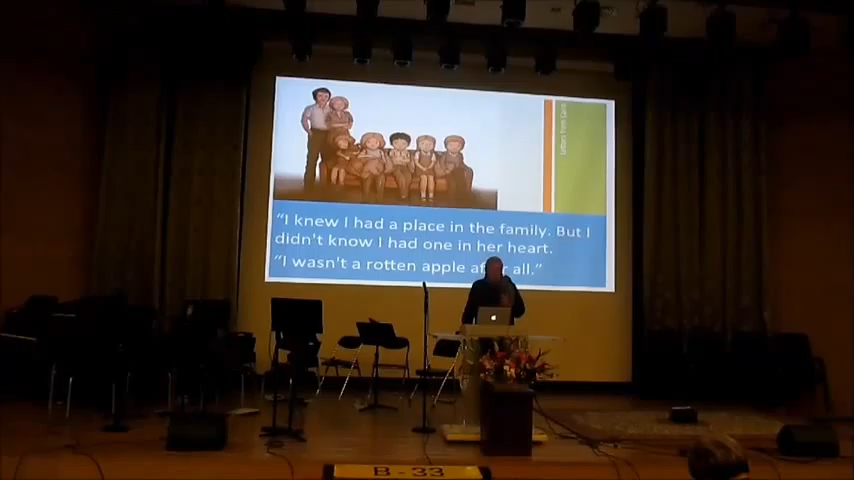 "I knew I had a place in the family. But I
didn't know I had one in her heart.
"I wasn't a rotten apple after all."
B - 33